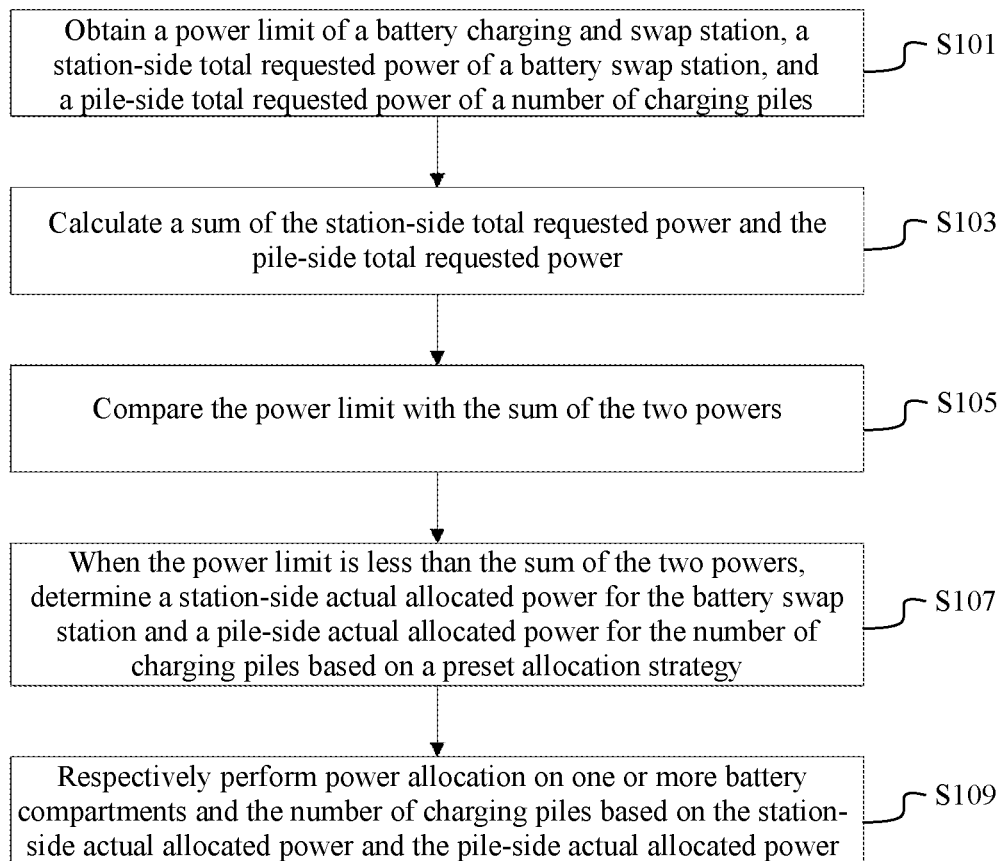 Obtain a power limit of a battery charging and swap station, a
station-side total requested power of a battery swap station, and
a pile-side total requested power of a number of charging piles
S101
Calculate a sum of the station-side total requested power and the
pile-side total requested power
S103
Compare the power limit with the sum of the two powers
S105
When the power limit is less than the sum of the two powers,
determine a station-side actual allocated power for the battery swap
station and a pile-side actual allocated power for the number of
charging piles based on a preset allocation strategy
S107
Respectively perform power allocation on one or more battery
compartments and the number of charging piles based on the station-
side actual allocated power and the pile-side actual allocated power
S109